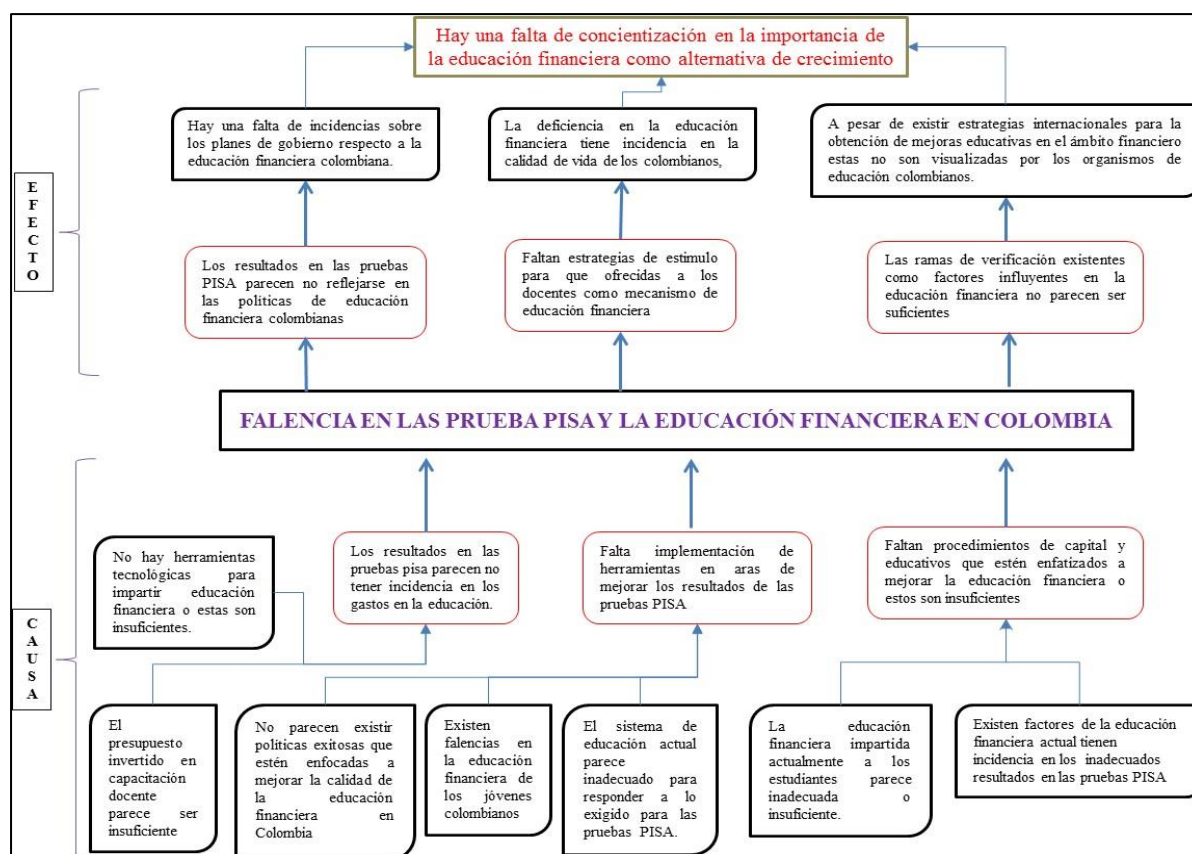 Hay una falta de concientización en la importancia de
la educación financiera como alternativa de crecimiento
E
F
E
C
T
O
Hay una falta de incidencias sobre
los planes de gobierno respecto a la
educación financiera colombiana.
La deficiencia en la educación
financiera tiene incidencia en la
calidad de vida de los colombianos,
A pesar de existir estrategias internacionales para la
obtención de mejoras educativas en el ámbito financiero
estas no son visualizadas por los organismos de
educación colombianos.
Los resultados en las pruebas
PISA parecen no reflejarse en
las políticas de educación
financiera colombianas
Faltan estrategias de estimulo
para que ofrecidas a los
docentes como mecanismo de
educación financiera
Las ramas de verificación existentes
como factores influyentes en la
educación financiera no parecen ser
suficientes
FALENCIA EN LAS PRUEBA PISA Y LA EDUCACIÓN FINANCIERA EN COLOMBIA
C
A
U
S
A
No hay herramientas
tecnológicas para
impartir educación
financiera o estas son
insuficientes.
Los resultados en las
pruebas pisa parecen no
tener incidencia en los
gastos en la educación.
Falta implementación de
herramientas en aras de
mejorar los resultados de las
pruebas PISA
Faltan procedimientos de capital y
educativos que estén enfatizados a
mejorar la educación financiera o
estos son insuficientes
El
presupuesto
invertido en
capacitación
docente
parece ser
insuficiente
No parecen existir
políticas exitosas que
estén enfocadas a
mejorar la calidad de
la educación
financiera en
Colombia
Existen
falencias en
la educación
financiera de
los jóvenes
colombianos
El sistema de
educación actual
parece
inadecuado para
responder a lo
exigido para las
pruebas PISA.
La educación
financiera impartida
actualmente a los
estudiantes parece
inadecuada o
insuficiente.
Existen factores de la educación
financiera actual tienen
incidencia en los inadecuados
resultados en las pruebas PISA